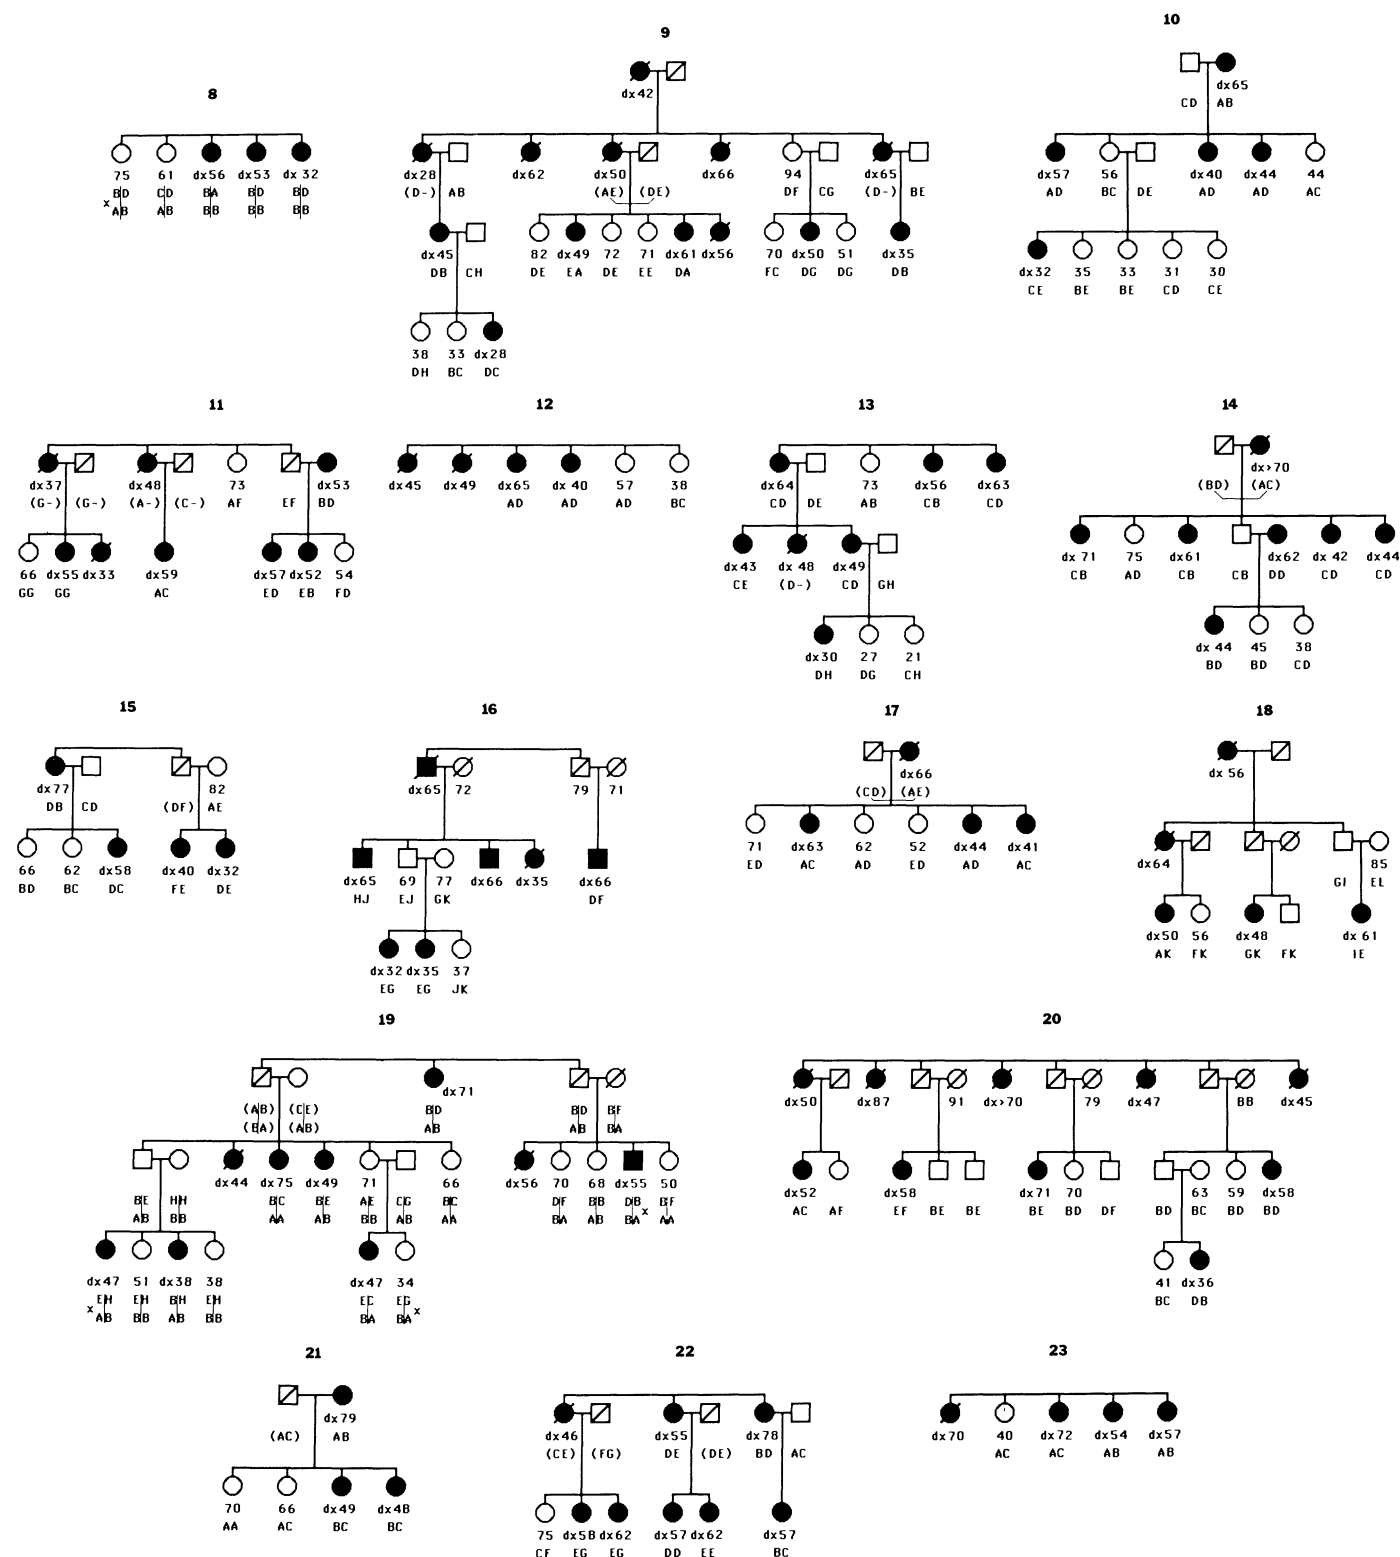 8
75 61 dx56 dx53 dx32
BD CD BA BD BD
x AB AB BB BB BB
9
dx42
dx28 dx62 dx50 dx66 94 dx65
(D-) AB (AE) (DE) DF CG (D-) BE
dx45 82 dx49 72 71 dx61 dx56 70 dx50 51 dx35
DB CH DE EA DE EE DA FC DG DG DB
38 33 dx28
DH BC DC
10
dx65
CD AB
dx57 56 dx40 dx44 44
AD BC DE AD AD AC
dx32 35 33 31 30
CE BE BE CD CE
11
dx37 dx48 73 dx53
(G-) (G-) (A-) (C-) AF EF BD
66 dx55 dx33 dx59 dx57 dx52 54
GG GG AC ED EB FD
12
dx45 dx49 dx65 dx 40 57 38
AD AD AD BC
13
dx64 73 dx56 dx63
CD DE AB CB CD
dx43 dx 48 dx49
CE (D-) CD GH
dx30 27 21
DH DG CH
14
dx>70
(BD) (AC)
dx 71 75 dx61 dx62 dx 42 dx44
CB AD CB CB DD CD CD
dx 44 45 38
BD BD CD
15
dx77 82
DB CD (DF) AE
66 62 dx58 dx40 dx32
BD BC DC FE DE
16
dx65 72 79 71
dx65 69 77 dx66 dx35 dx66
HJ EJ GK DF
dx32 dx35 37
EG EG JK
17
dx66
(CD) (AE)
71 dx63 62 52 dx44 dx41
ED AC AD ED AD AC
18
dx 56
dx64 85
GI EL
dx50 56 dx48 dx 61
AK FK GK FK IE
19
dx71
(AB) (CE) BD BD BF
(BA) (AB) AB AB BA
dx44 dx75 dx49 71 66 dx56 70 68 dx55 50
BE HH BC BE AE CG BC DF BB DB BF
AB BB AA AB BB AB AA BA AB BA x AA
dx47 51 dx38 38 dx47 34
EH EH BH EH EC EG
x AB BB AB BB BA BA x
20
dx50 dx87 91 dx>70 79 dx47 BB dx45
dx52 dx58 dx71 70 63 59 dx58
AC AF EF BE BE BE BD DF BD BC BD BD
41 dx36
BC DB
21
dx79
(AC) AB
70 66 dx49 dx4B
AA AC BC BC
22
dx46 dx55 dx78
(CE) (FG) DE (DE) BD AC
75 dx5B dx62 dx57 dx62 dx57
CF EG EG DD EE BC
23
dx70 40 dx72 dx54 dx57
AC AC AB AB